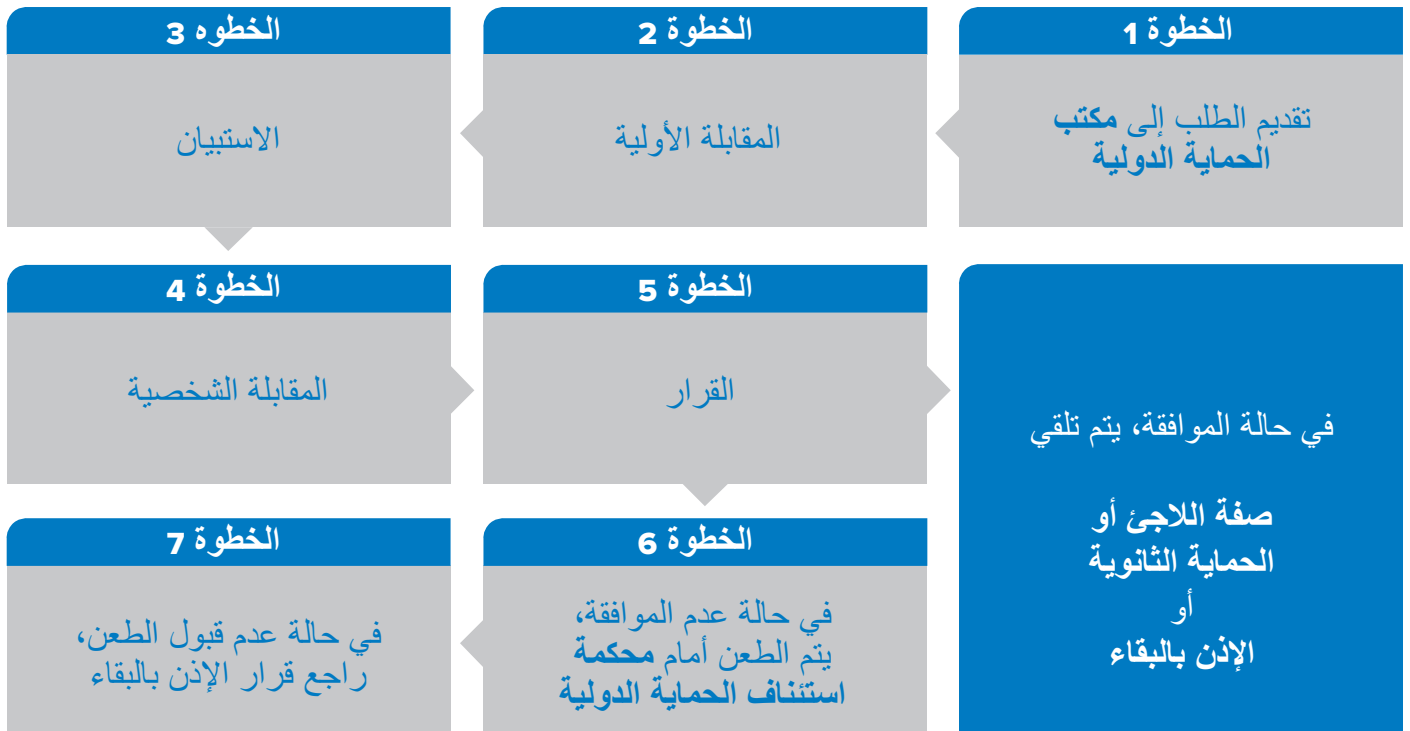 الخطوة 1
تقديم الطلب إلى مكتب
الحماية الدولية
الخطوة 2
المقابلة الأولية
الخطوه 3
الاستبيان
الخطوة 4
المقابلة الشخصية
الخطوة 5
القرار
في حالة الموافقة، يتم تلقي
صفة اللاجئ أو
الحماية الثانوية
أو
الإذن بالبقاء
الخطوة 6
في حالة عدم الموافقة،
يتم الطعن أمام محكمة
استئناف الحماية الدولية
الخطوة 7
في حالة عدم قبول الطعن،
راجع قرار الإذن بالبقاء